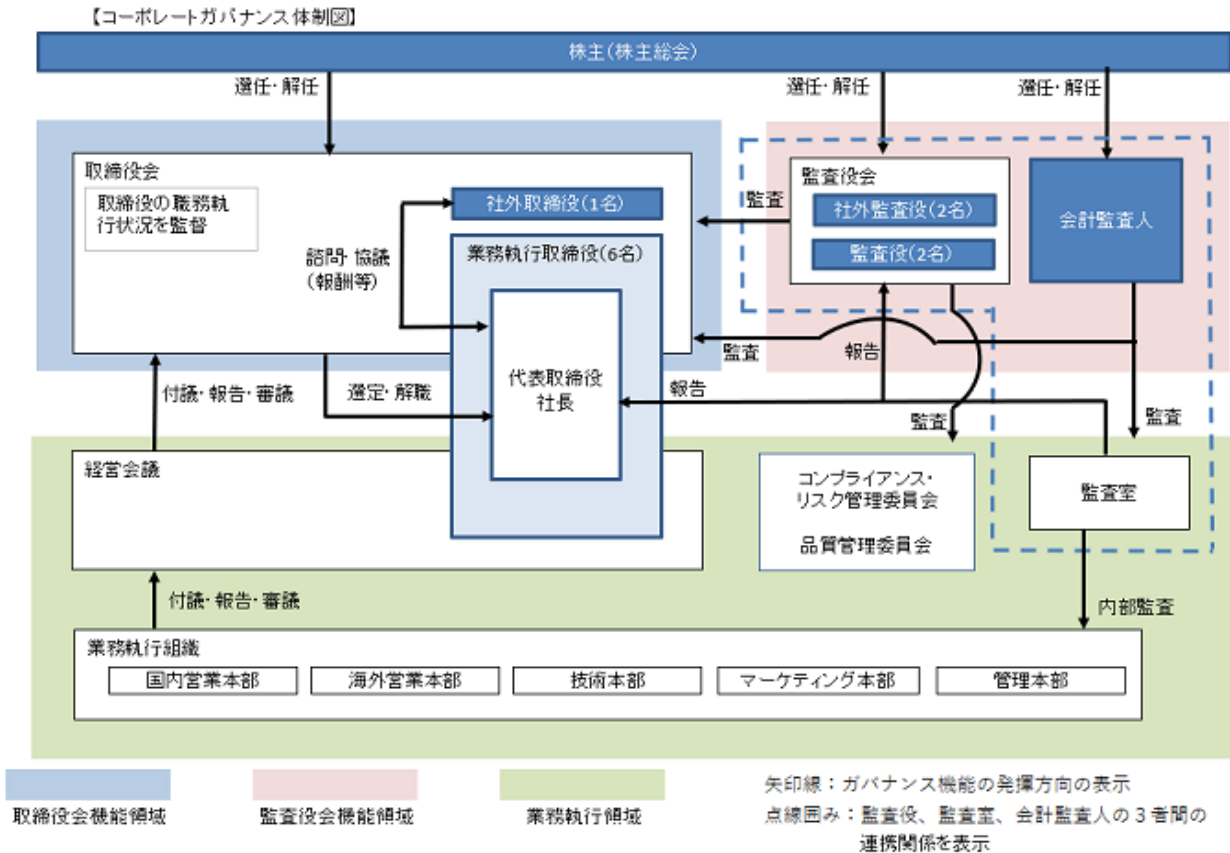 【コーポレートガバナンス体制図】
株主(株主総会)
選任・解任
選任・解任
選任・解任
取締役会
取締役の職務執
行状況を監督
社外取締役(1名)
諮問・協議
(報酬等)
業務執行取締役(6名)
代表取締役
社長
監査
監査役会
社外監査役(2名)
監査役(2名)
会計監査人
監査
報告
付議・報告・審議
選定・解職
報告
監査
監査
経営会議
コンプライアンス・
リスク管理委員会
品質管理委員会
監査室
付議・報告・審議
内部監査
業務執行組織
国内営業本部
海外営業本部
技術本部
マーケティング本部
管理本部
取締役会機能領域
監査役会機能領域
業務執行領域
矢印線：ガバナンス機能の発揮方向の表示
点線囲み：監査役、監査室、会計監査人の３者間の
連携関係を表示